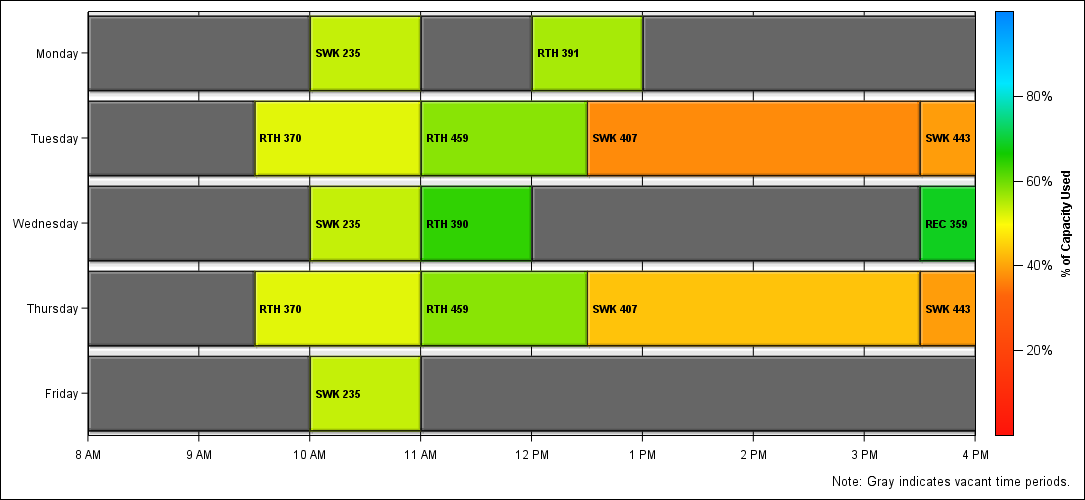 Monday
SWK 235
RTH 391
80%
Tuesday
RTH 370
RTH 459
SWK 407
SWK 443
60%
Wednesday
SWK 235
RTH 390
REC 359
% of Capacity Used
40%
Thursday
RTH 370
RTH 459
SWK 407
SWK 443
20%
Friday
SWK 235
8 AM
9 AM
10 AM
11 AM
12 PM
1 PM
2 PM
3 PM
4 PM
Note: Gray indicates vacant time periods.